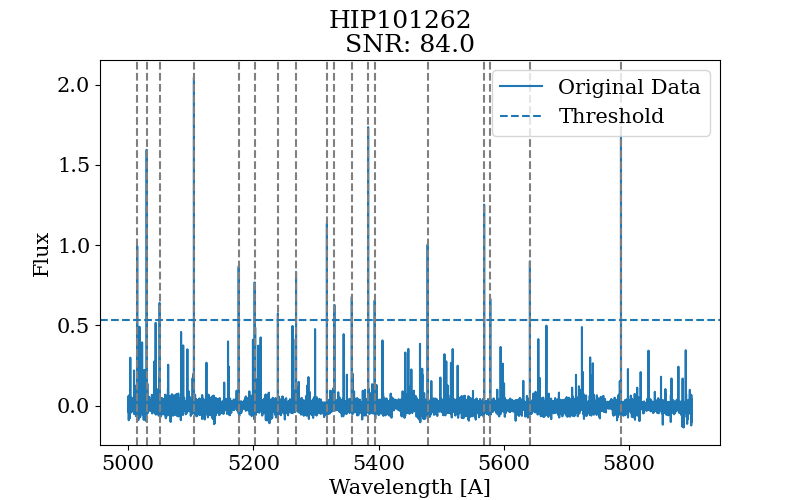 HIP101262
SNR: 84.0
Original Data
Threshold
2.0
1.5
1.0
0.5
0.0
Flux
5000 5200 5400 5600 5800
Wavelength [A]